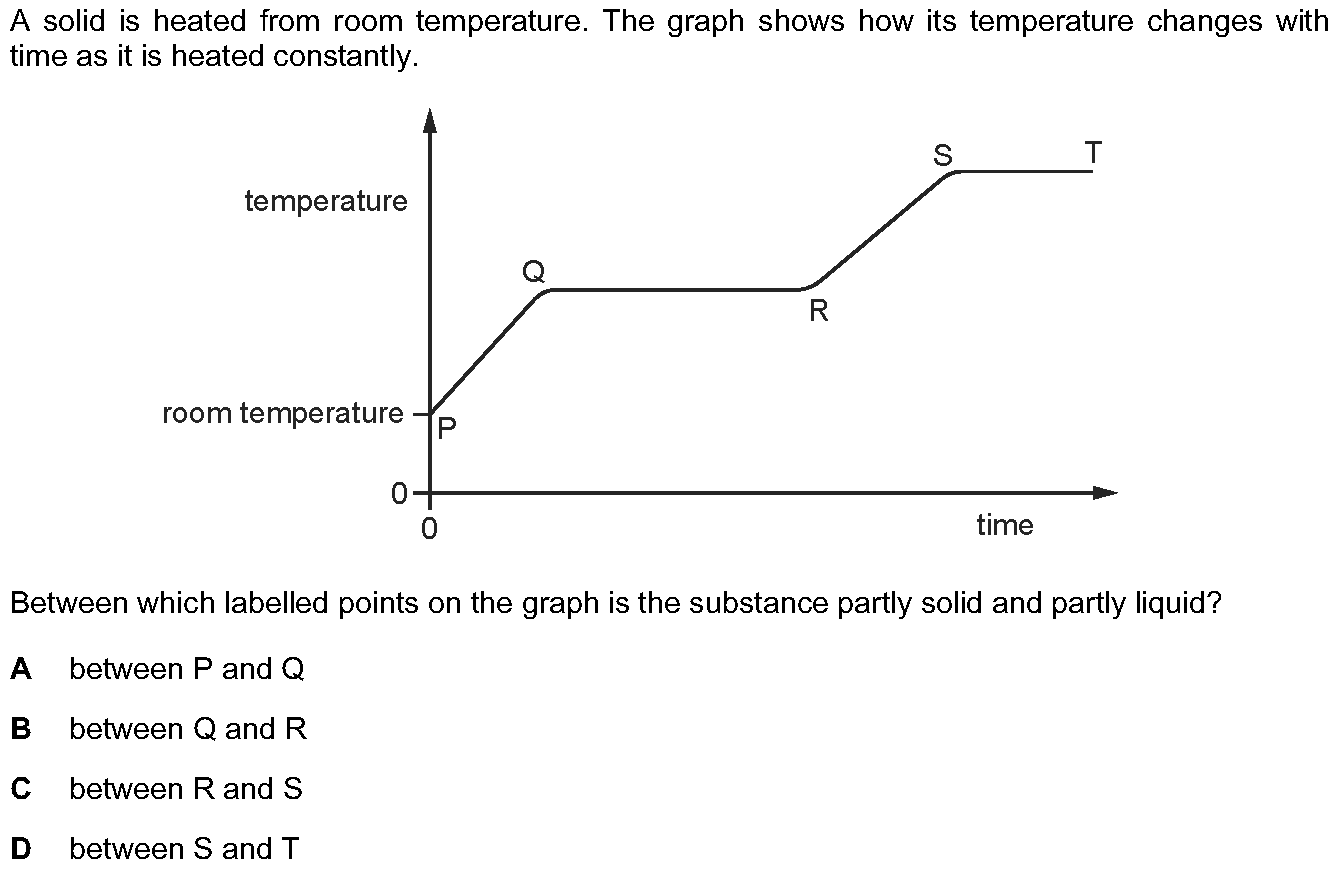 A solid is heated from room temperature. The graph shows how its temperature changes with
time as it is heated constantly.
S
T
temperature
Q
R
room temperature
P
0
0
time
Between which labelled points on the graph is the substance partly solid and partly liquid?
A between P and Q
B between Q and R
C between R and S
D between S and T